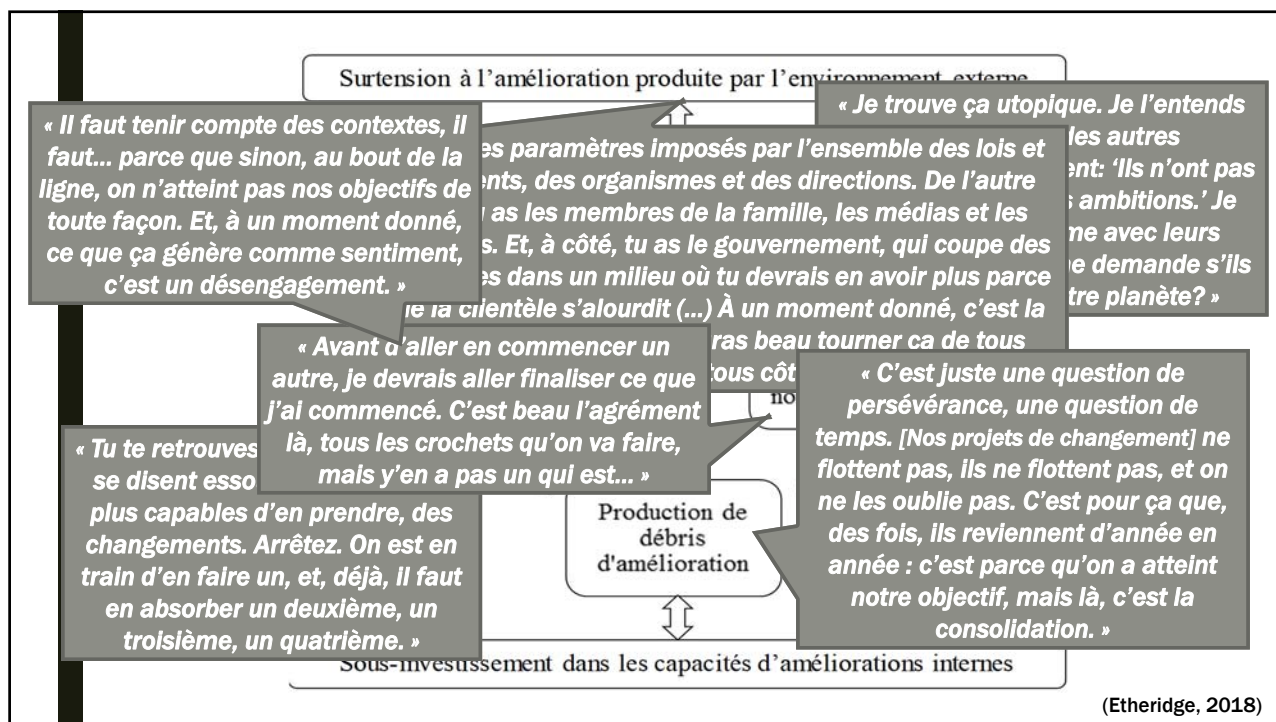 Surtension à l'amélioration produite par l'environnement externe
« Il faut tenir compte des contextes, il
faut… parce que sinon, au bout de la
ligne, on n'atteint pas nos objectifs de
toute façon. Et, à un moment donné,
ce que ça génère comme sentiment,
c'est un désengagement. »
es paramètres imposés par l'ensemble des lois et
ents, des organismes et des directions. De l'autre
as les membres de la famille, les médias et les
s. Et, à côté, tu as le gouvernement, qui coupe des
es dans un milieu où tu devrais en avoir plus parce
la clientèle s'alourdit (…) À un moment donné, c'est la
ras beau tourner ca de tous
tous côt
« Je trouve ça utopique. Je l'entends
des autres
ent: 'Ils n'ont pas
s ambitions.' Je
me avec leurs
ne demande s'ils
tre planète? »
« Avant d'aller en commencer un
autre, je devrais aller finaliser ce que
j'ai commencé. C'est beau l'agrément
là, tous les crochets qu'on va faire,
mais y'en a pas un qui est… »
no
« C'est juste une question de
persévérance, une question de
temps. [Nos projets de changement] ne
flottent pas, ils ne flottent pas, et on
ne les oublie pas. C'est pour ça que,
des fois, ils reviennent d'année en
année : c'est parce qu'on a atteint
notre objectif, mais là, c'est la
consolidation. »
« Tu te retrouves
se disent esso
plus capables d'en prendre, des
changements. Arrêtez. On est en
train d'en faire un, et, déjà, il faut
en absorber un deuxième, un
troisième, un quatrième. »
Production de
débris
d'amélioration
Sous-investissement dans les capacités d'améliorations internes
(Etheridge, 2018)